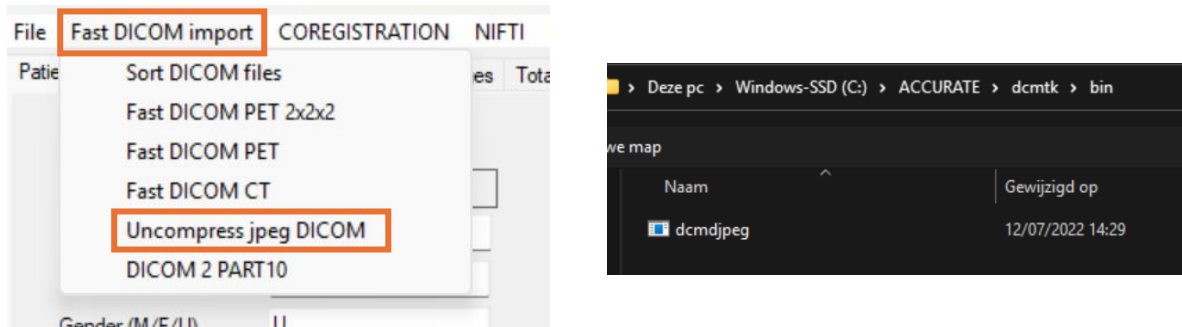 File Fast DICOM import COREGISTRATION NIFTI
Patie es Tota
Sort DICOM files
Fast DICOM PET 2x2x2
Fast DICOM PET
Fast DICOM CT
Uncompress jpeg DICOM
DICOM 2 PART10
Gender (M/F/U) U
> Deze pc > Windows-SSD (C:) > ACCURATE > dcmtk > bin
we map
Naam Gewijzigd op
dcmdjpeg 12/07/2022 14:29